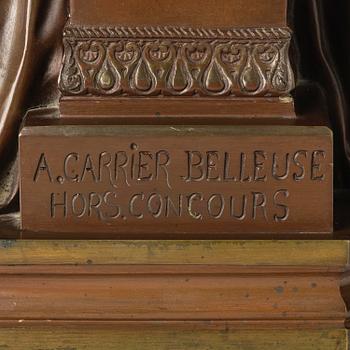 A. CARRIER BELLEUSE
HORS. CONCOURS